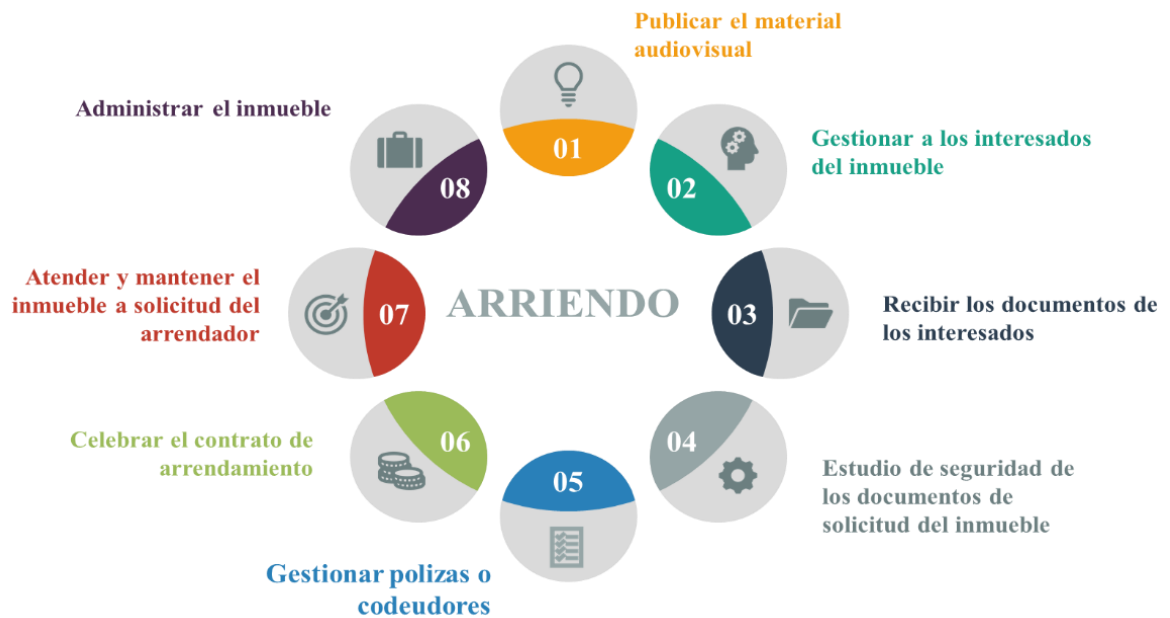 Publicar el material
audiovisual
01
Gestionar a los interesados
del inmueble
02
Recibir los documentos de
los interesados
03
Estudio de seguridad de
los documentos de
solicitud del inmueble
04
Gestionar polizas o
codeudores
05
Celebrar el contrato de
arrendamiento
06
Atender y mantener el
inmueble a solicitud del
arrendador
07
Administrar el inmueble
08
ARRIENDO